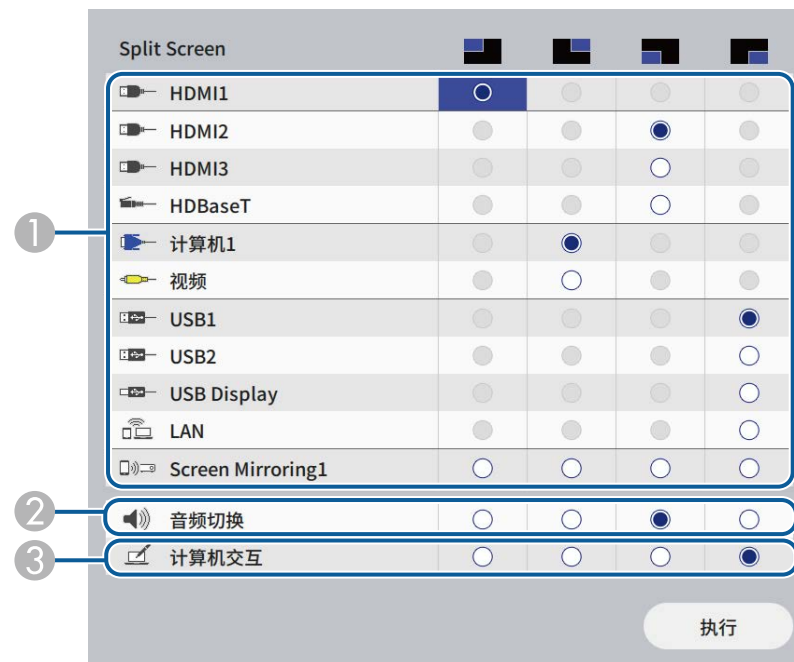 Split Screen
HDMI1
HDMI2
HDMI3
HDBaseT
计算机1
视频
USB1
USB2
USB Display
LAN
Screen Mirroring1
音频切换
计算机交互
执行
1
2
3